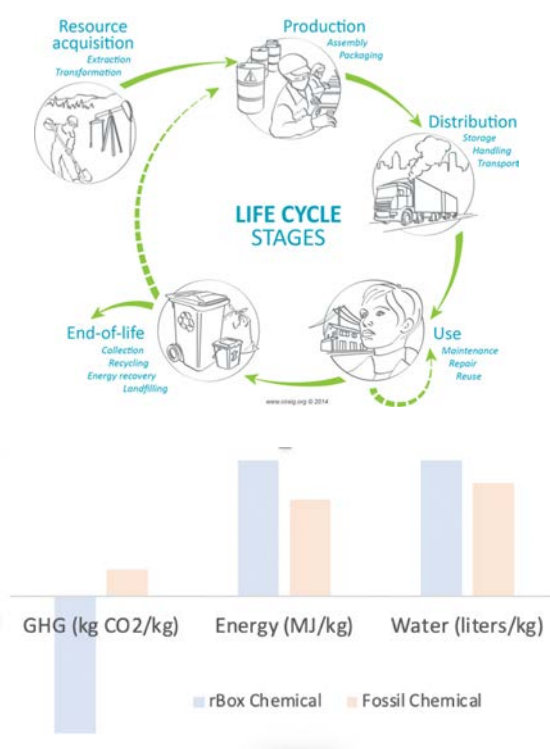 Resource
acquisition
Extraction
Transformation
Production
Assembly
Packaging
Distribution
Storage
Handling
Transport
LIFE CYCLE
STAGES
End-of-life
Collection
Recycling
Energy recovery
Landfilling
Use
Maintenance
Repair
Reuse
www.ciraig.org © 2014
GHG (kg CO2/kg)
Energy (MJ/kg)
Water (liters/kg)
rBox Chemical
Fossil Chemical